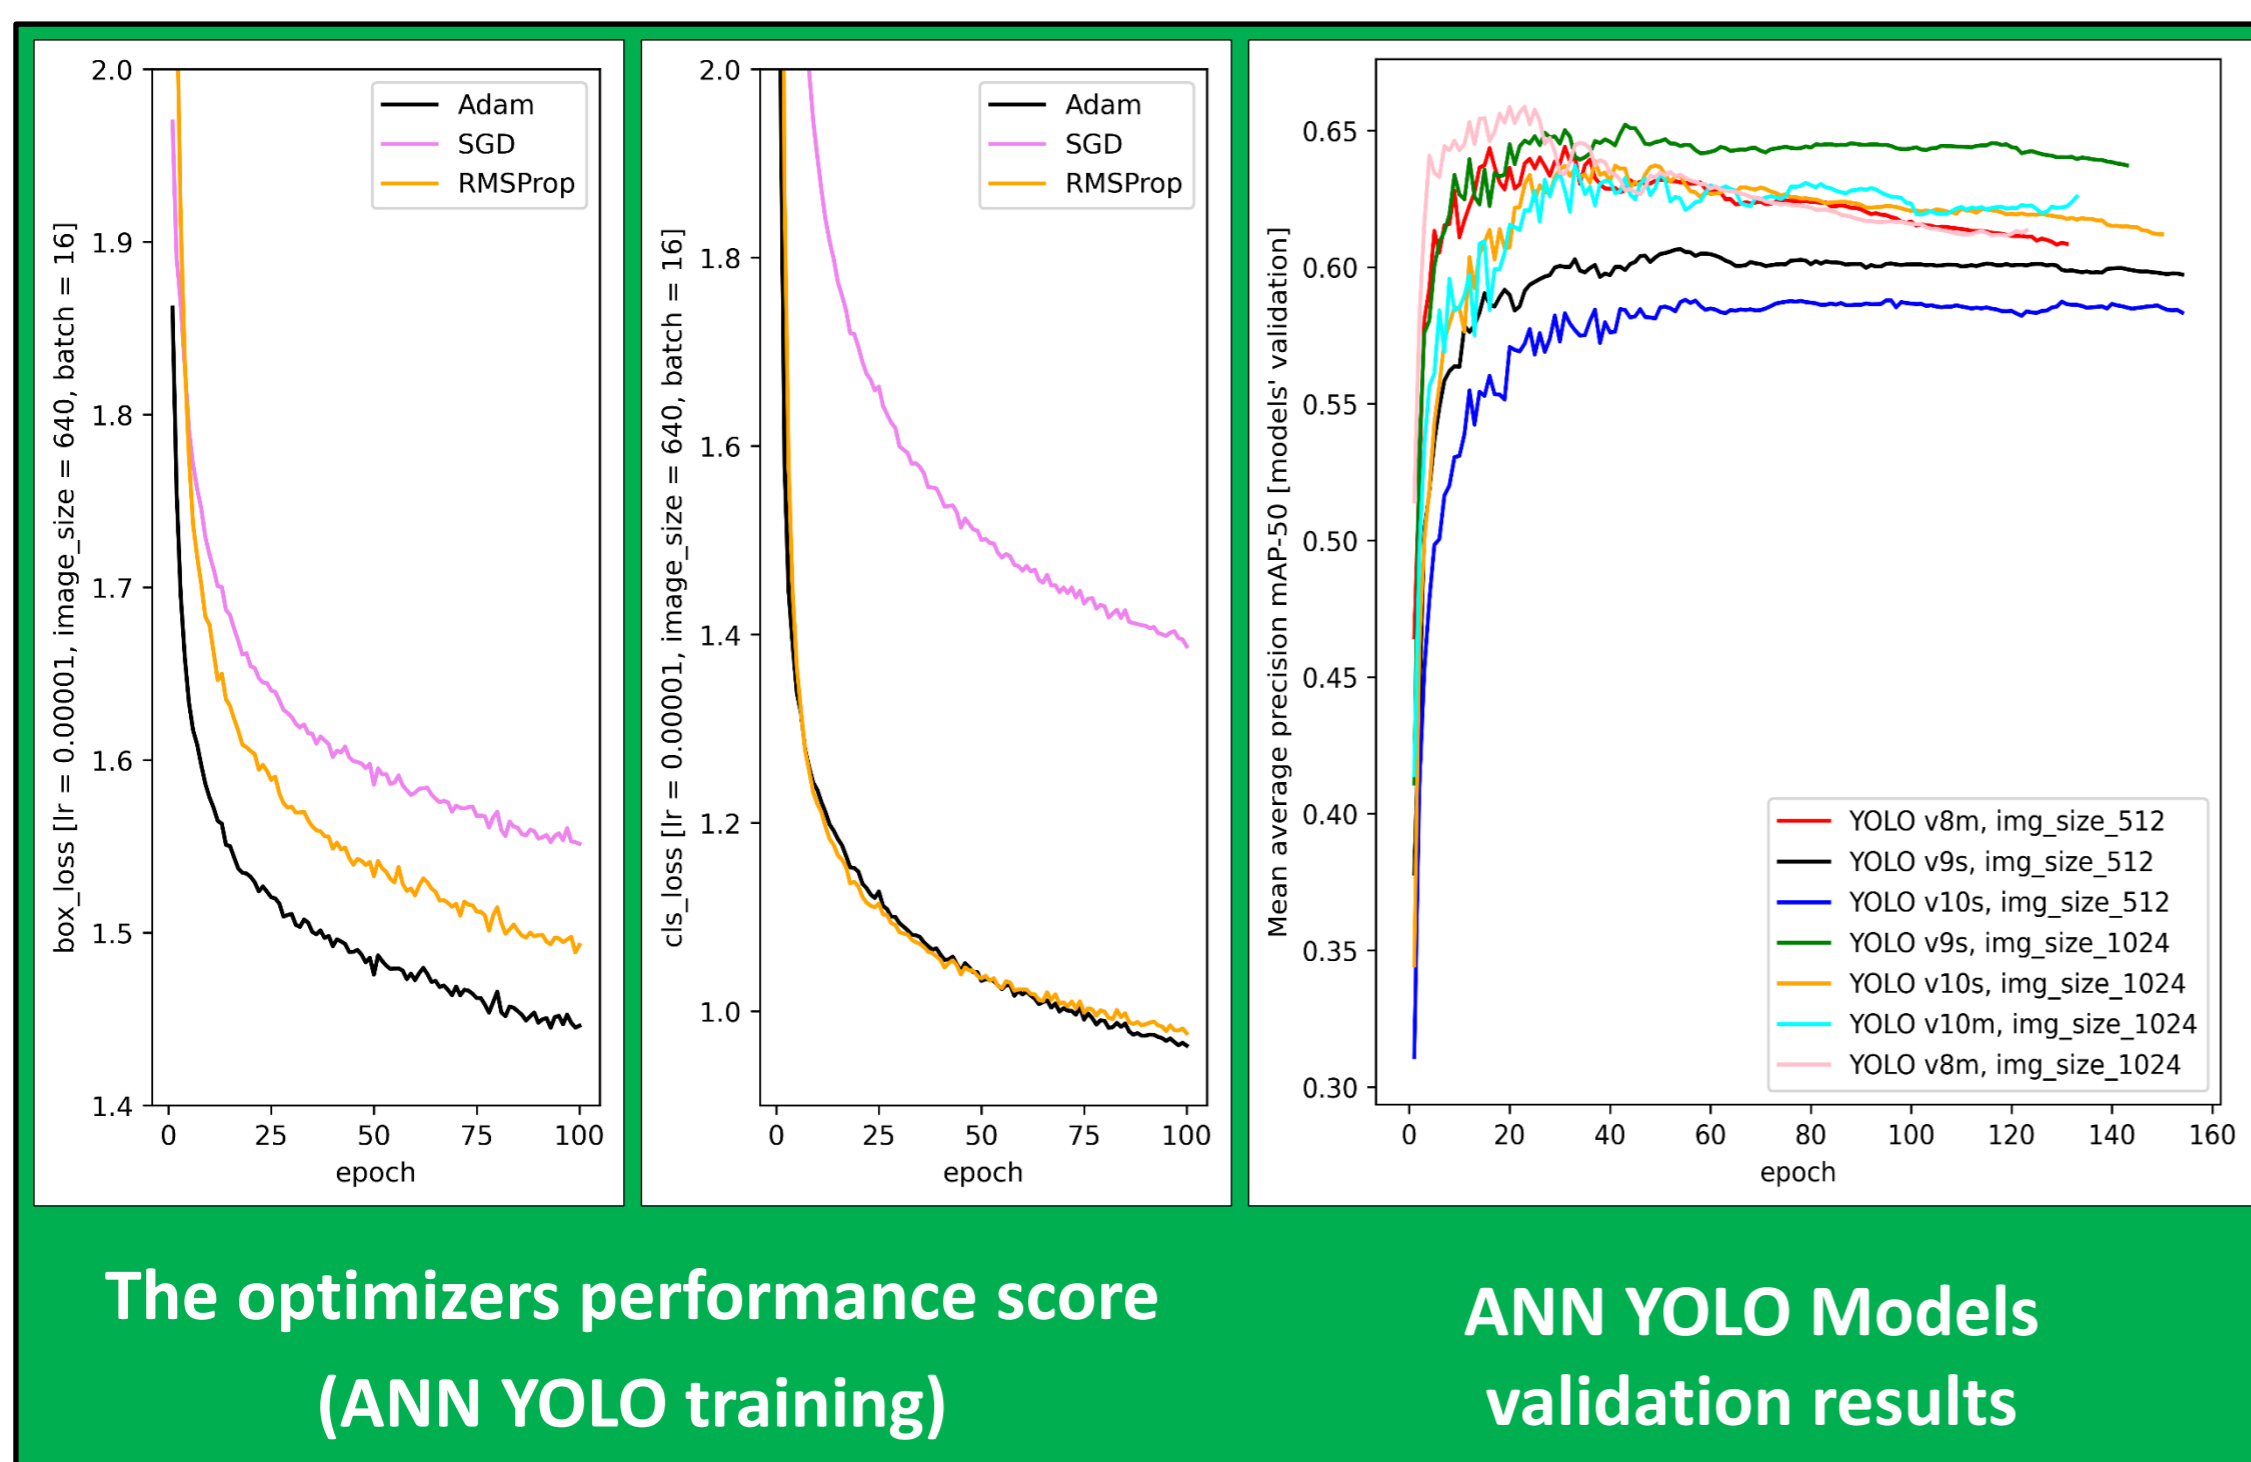 2.0
1.9
1.8
1.7
1.6
1.5
1.4
box_loss [lr = 0.00001, image_size = 640, batch = 16]
Adam
SGD
RMSProp
0 25 50 75 100
epoch
2.0
1.8
1.6
1.4
1.2
1.0
cls_loss [lr = 0.00001, image_size = 640, batch = 16]
Adam
SGD
RMSProp
0 25 50 75 100
epoch
0.65
0.60
0.55
0.50
0.45
0.40
0.35
0.30
Mean average precision mAP-50 [models' validation]
YOLO v8m, img_size_512
YOLO v9s, img_size_512
YOLO v10s, img_size_512
YOLO v9s, img_size_1024
YOLO v10s, img_size_1024
YOLO v10m, img_size_1024
YOLO v8m, img_size_1024
0 20 40 60 80 100 120 140 160
epoch
The optimizers performance score
(ANN YOLO training)
ANN YOLO Models
validation results